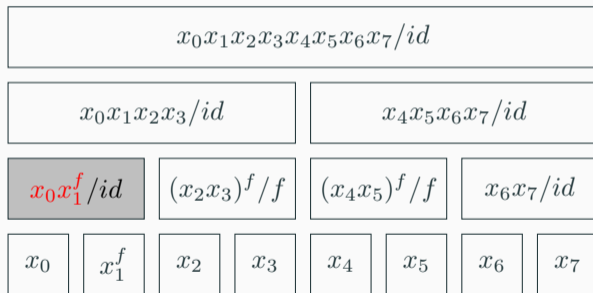 $x_0x_1x_2x_3x_4x_5x_6x_7/id$
$x_0x_1x_2x_3/id$ $x_4x_5x_6x_7/id$
$x_0x_1^f/id$ $(x_2x_3)^f/f$ $(x_4x_5)^f/f$ $x_6x_7/id$
$x_0$ $x_1^f$ $x_2$ $x_3$ $x_4$ $x_5$ $x_6$ $x_7$